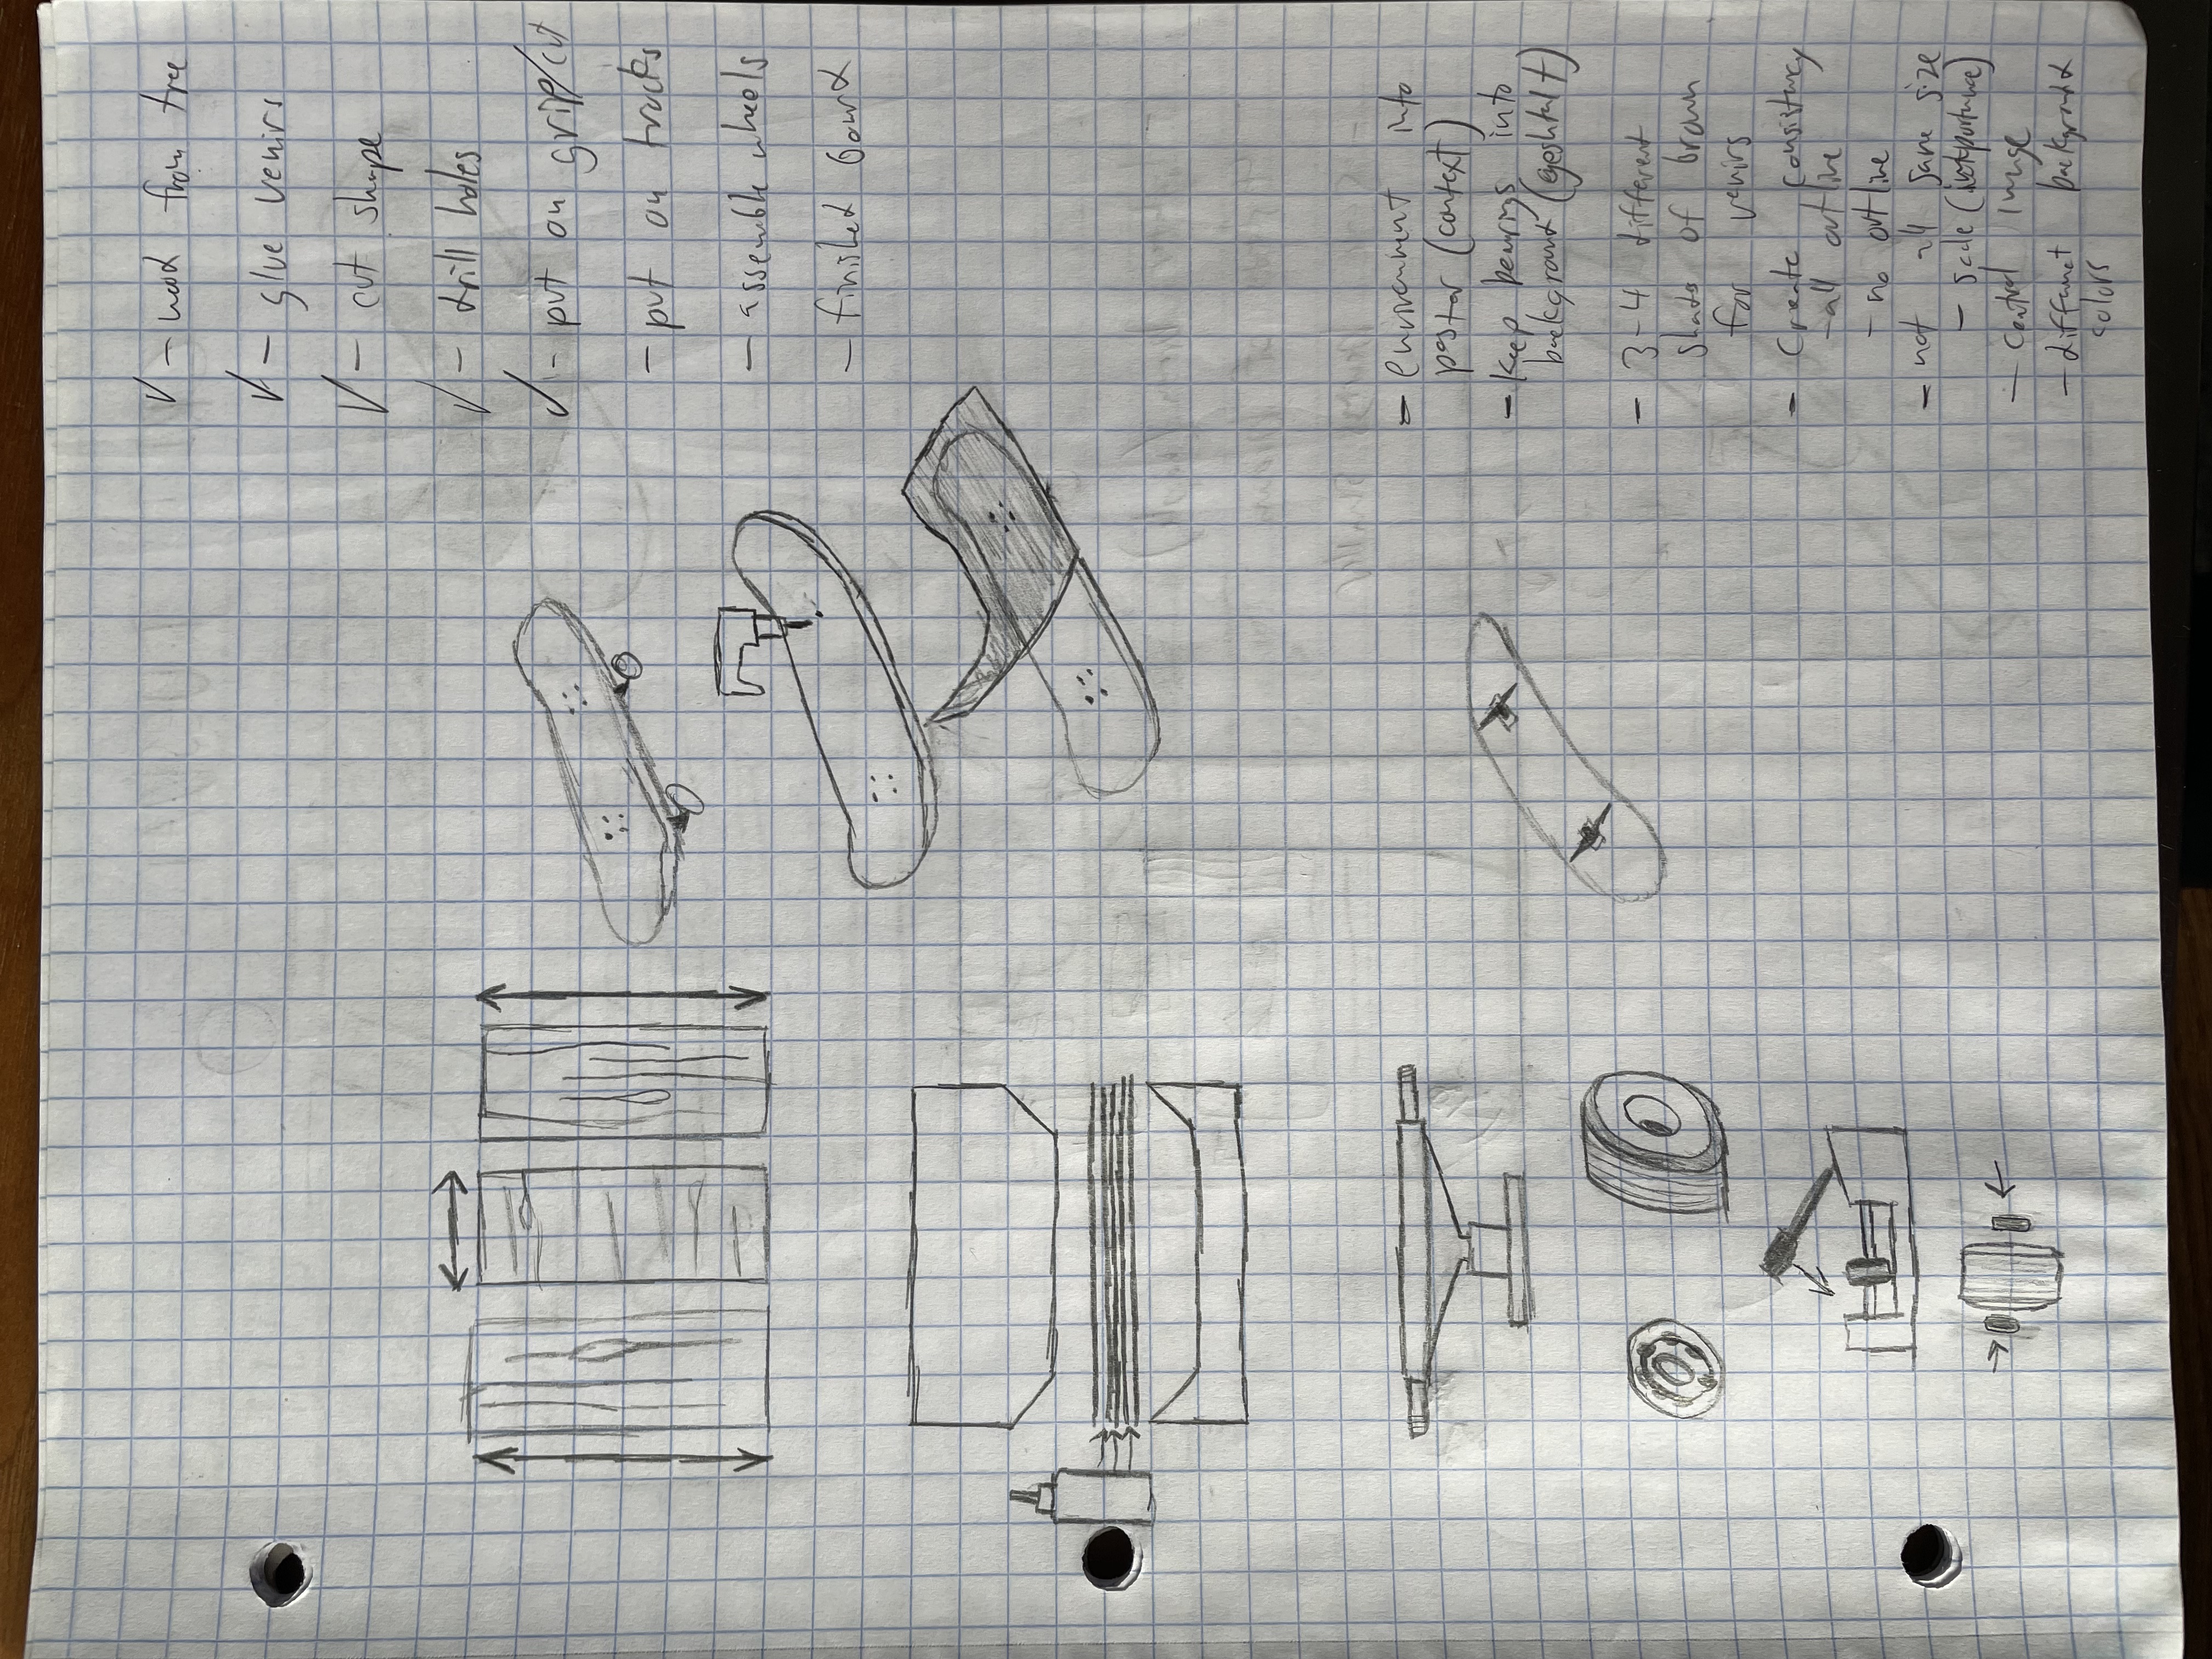 ✓ - wood from tree
✓ - glue venirs
✓ - cut shape
✓ - drill holes
✓ - put on grip/cut
- put on trucks
- assemble wheels
- finished board
- environment into
poster (context)
- keep bearings into
background (geshtalt)
- 3-4 different
shades of brown
for venirs
- Create consistency
- all outline
- no outline
- not all same size
- scale (importance)
- central image
- different background
colors